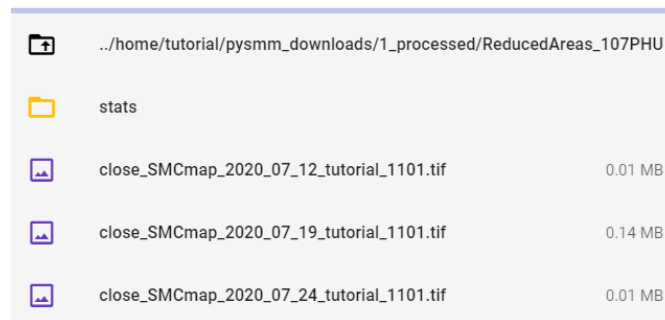 ../home/tutorial/pysmm_downloads/1_processed/ReducedAreas_107PHU
stats
close_SMCmap_2020_07_12_tutorial_1101.tif 0.01 MB
close_SMCmap_2020_07_19_tutorial_1101.tif 0.14 MB
close_SMCmap_2020_07_24_tutorial_1101.tif 0.01 MB